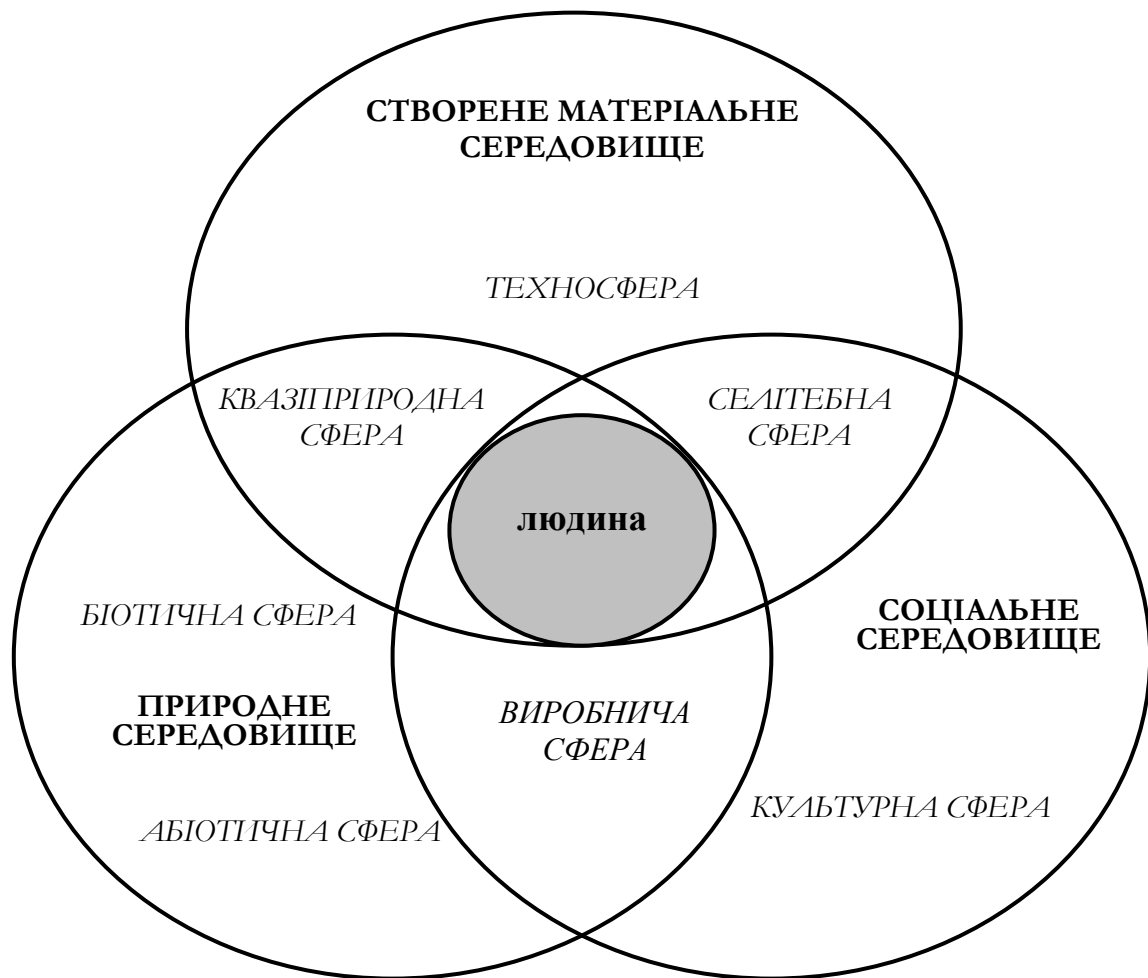 СТВОРЕНЕ МАТЕРІАЛЬНЕ
СЕРЕДОВИЩЕ
ТЕХНОСФЕРА
КВАЗІПРИРОДНА
СФЕРА
СЕЛІТЕБНА
СФЕРА
людина
БІОТИЧНА СФЕРА
СОЦІАЛЬНЕ
СЕРЕДОВИЩЕ
ПРИРОДНЕ
СЕРЕДОВИЩЕ
ВИРОБНИЧА
СФЕРА
АБІОТИЧНА СФЕРА
КУЛЬТУРНА СФЕРА